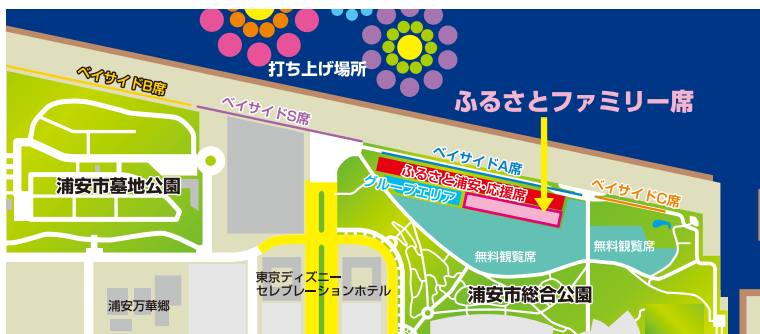 打ち上げ場所
ベイサイドB席
ベイサイドS席
ふるさとファミリー席
ベイサイドA席
ふるさと浦安・応援席
グループエリア
ベイサイドC席
浦安市墓地公園
無料観覧席
無料観覧席
東京ディズニー
セレブレーションホテル
浦安市総合公園
浦安万華郷